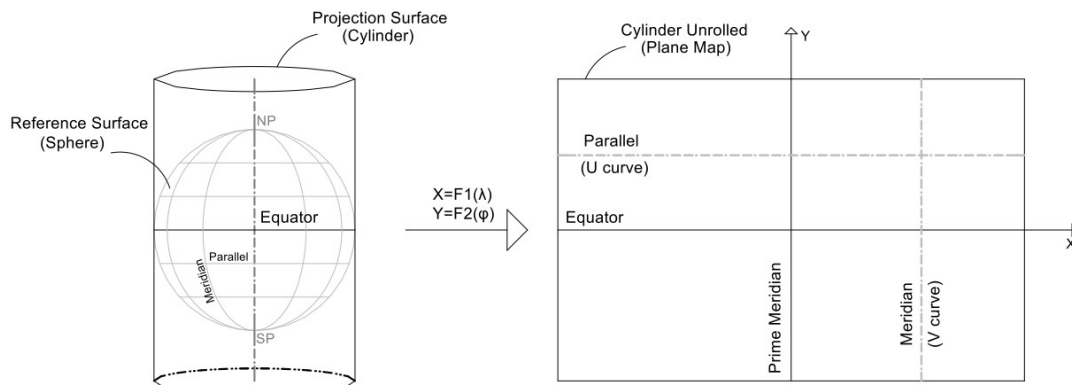 Projection Surface
(Cylinder)
Reference Surface
(Sphere)
NP
Equator
Parallel
Meridian
SP
X=F1(λ)
Y=F2(φ)
Cylinder Unrolled
(Plane Map)
Y
Parallel
(U curve)
Equator
X
Prime Meridian
Meridian
(V curve)